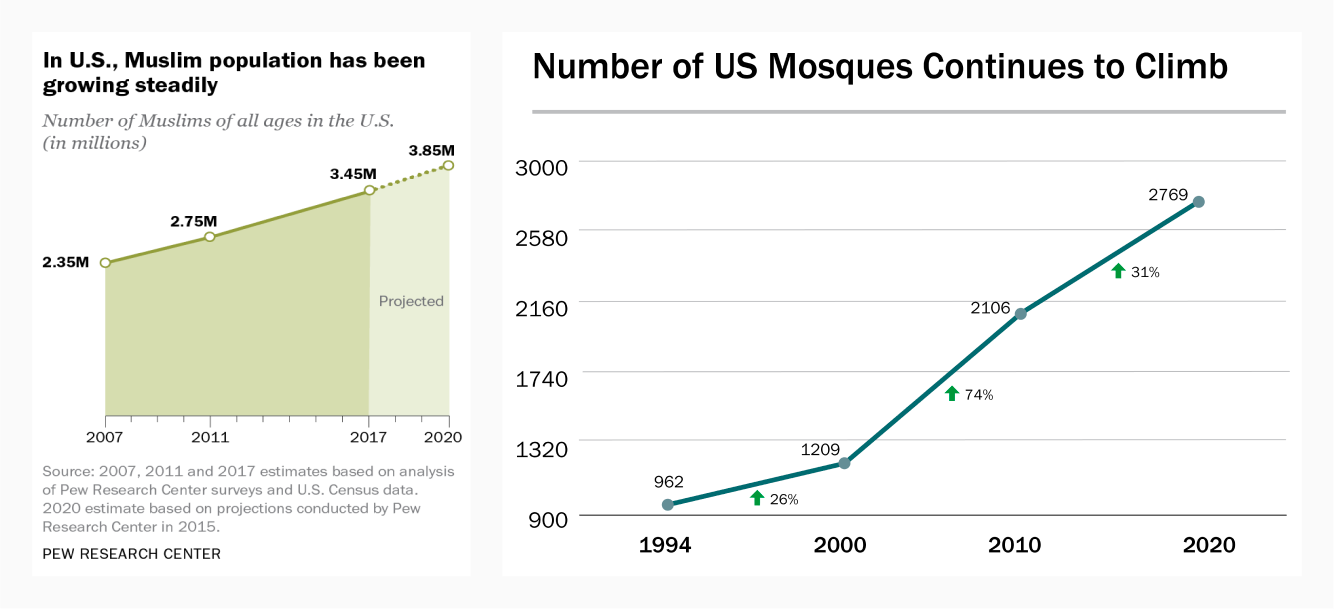 In U.S., Muslim population has been
growing steadily
Number of Muslims of all ages in the U.S.
(in millions)
3.85M
3.45M
2.75M
2.35M
Projected
2007
2011
2017
2020
Source: 2007, 2011 and 2017 estimates based on analysis
of Pew Research Center surveys and U.S. Census data.
2020 estimate based on projections conducted by Pew
Research Center in 2015.
PEW RESEARCH CENTER
Number of US Mosques Continues to Climb
3000
2769
2580
31%
2160
2106
1740
74%
1320
1209
962
26%
900
1994
2000
2010
2020